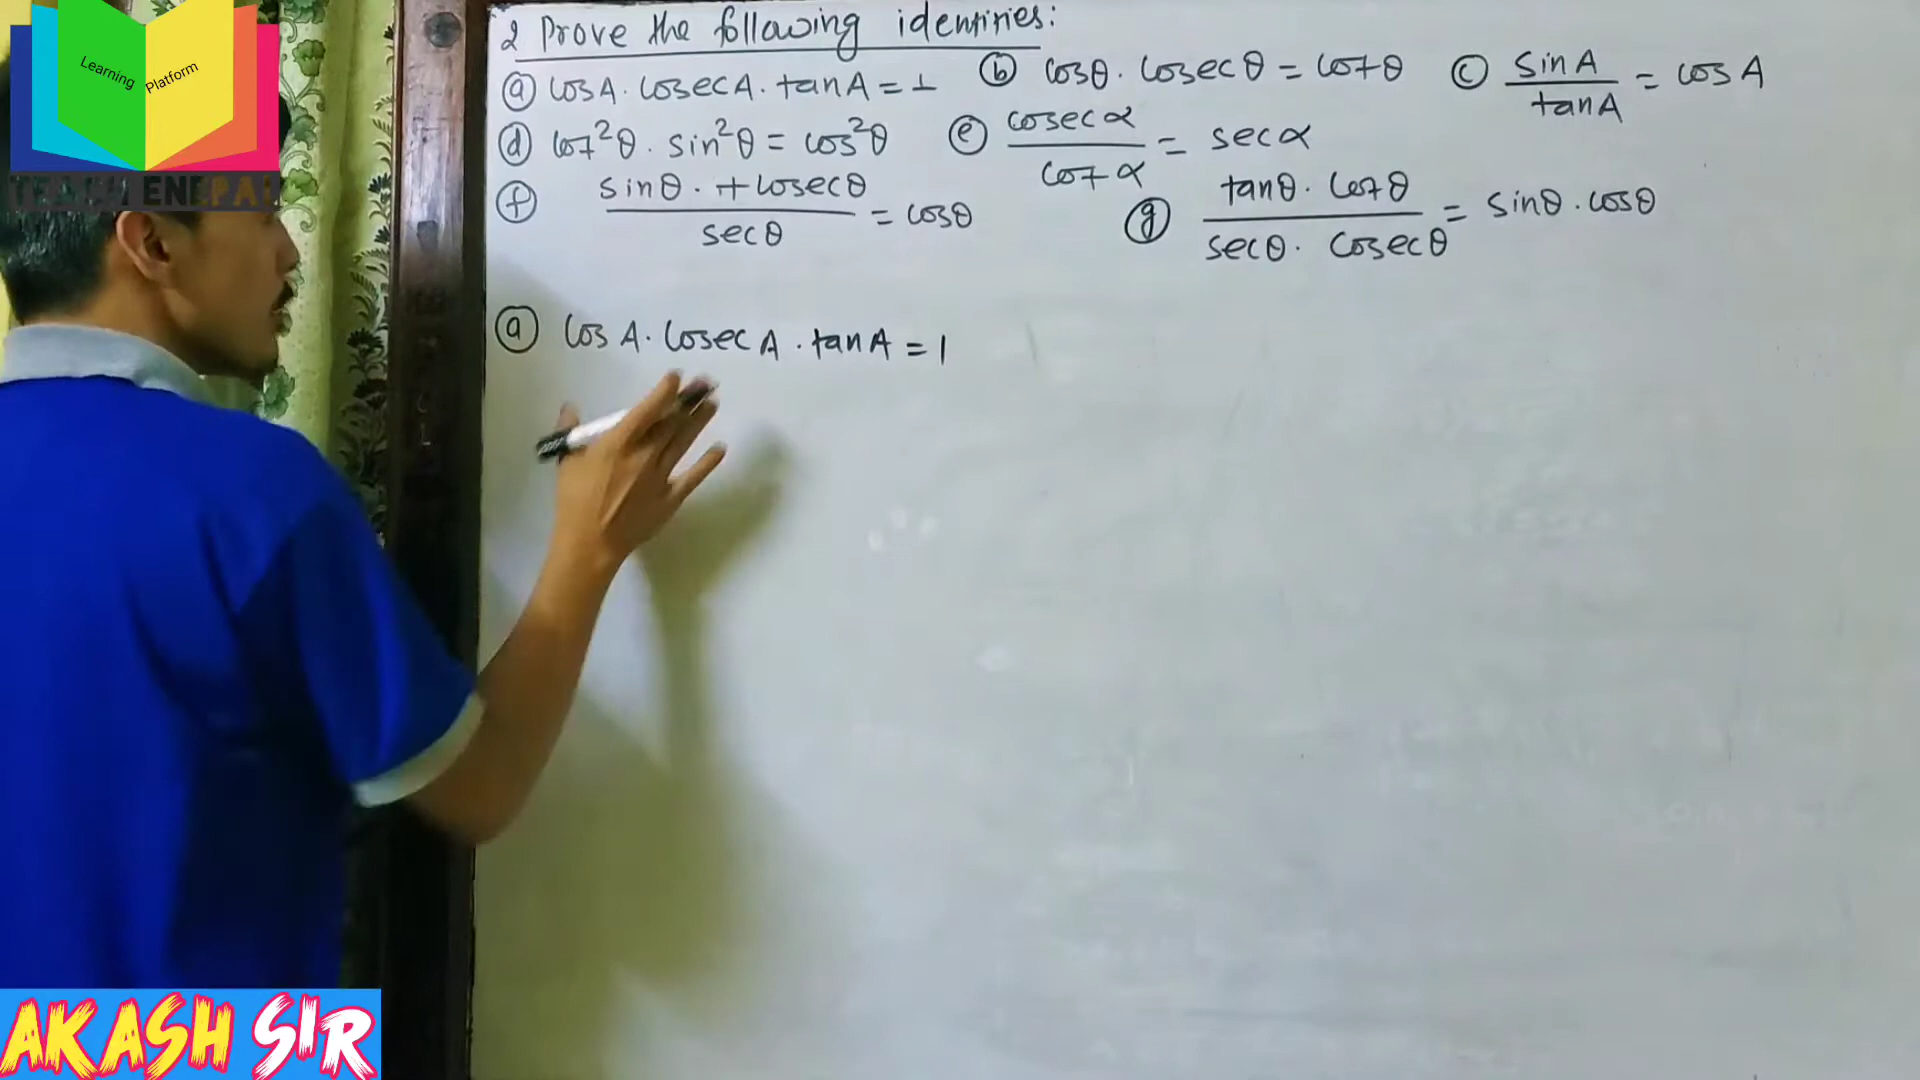 Learning Platform
2 Prove the following identities:
ⓐ cosA. cosecA. tanA = 1 ⓑ cosθ. cosecθ = cotθ ⓒ sinA/tanA = cosA
ⓓ cot²θ. sin²θ = cos²θ ⓔ cosecα/cotα = secα
ⓕ sinθ. + cosecθ/secθ = cosθ ⓖ tanθ. cotθ/secθ. cosecθ = sinθ.cosθ
ⓐ cos A. cosec A. tanA = 1
AKASH SIR